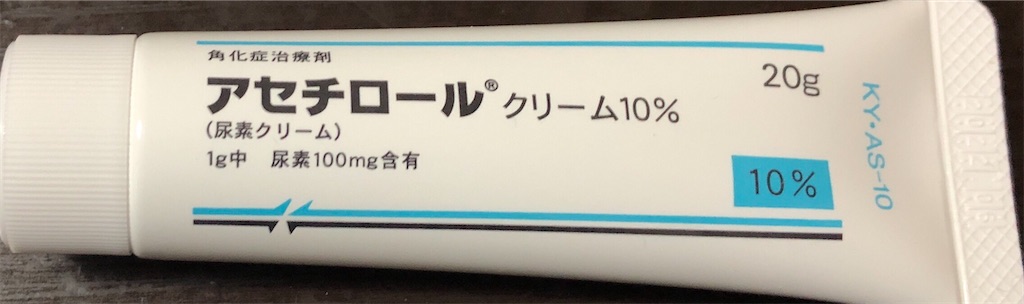 角化症治療剤
アセチロール®クリーム10%
(尿素クリーム)
1g中 尿素100mg含有
20g
10%
KY・AS-10